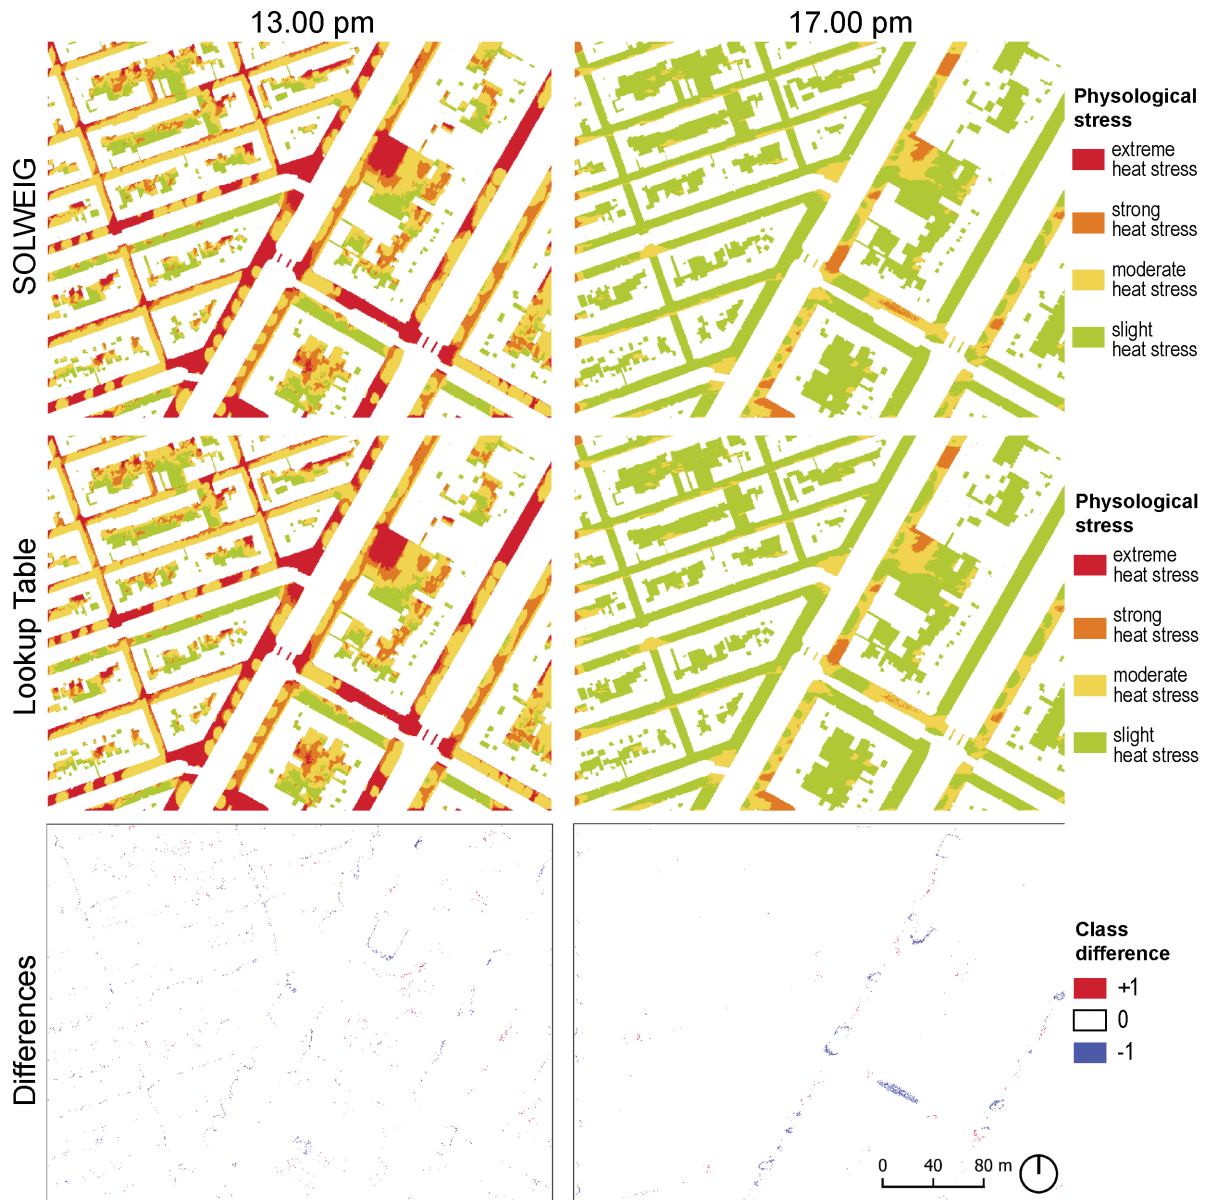 13.00 pm
17.00 pm
SOLWEIG
Physological
stress
extreme
heat stress
strong
heat stress
moderate
heat stress
slight
heat stress
Lookup Table
Physological
stress
extreme
heat stress
strong
heat stress
moderate
heat stress
slight
heat stress
Differences
Class
difference
+1
0
-1
0 40 80 m